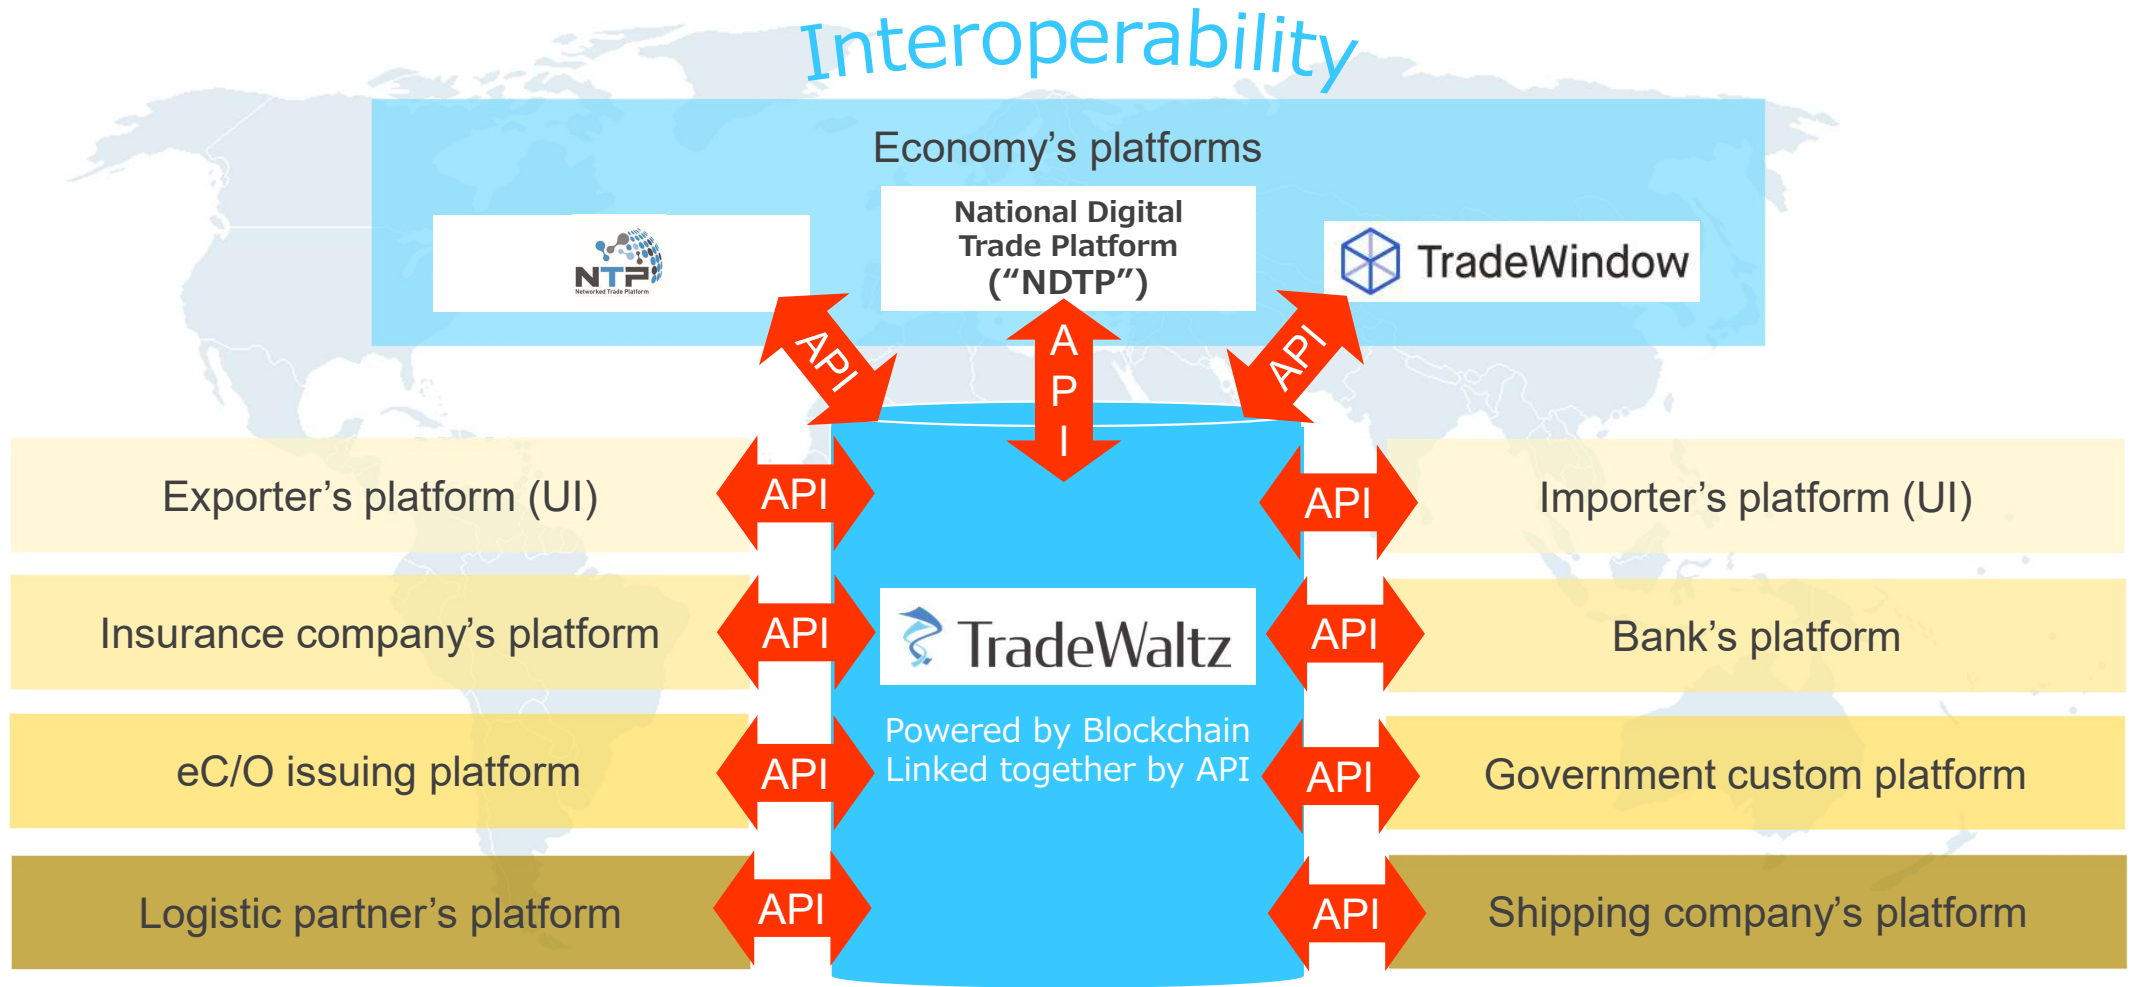 Interoperability
Economy's platforms
NTP
Networked Trade Platform
National Digital
Trade Platform
(“NDTP”)
TradeWindow
API
API
API
Exporter's platform (UI)
API
API
Importer's platform (UI)
Insurance company's platform
API
TradeWaltz
API
Bank's platform
Powered by Blockchain
Linked together by API
eC/O issuing platform
API
API
Government custom platform
Logistic partner's platform
API
API
Shipping company's platform